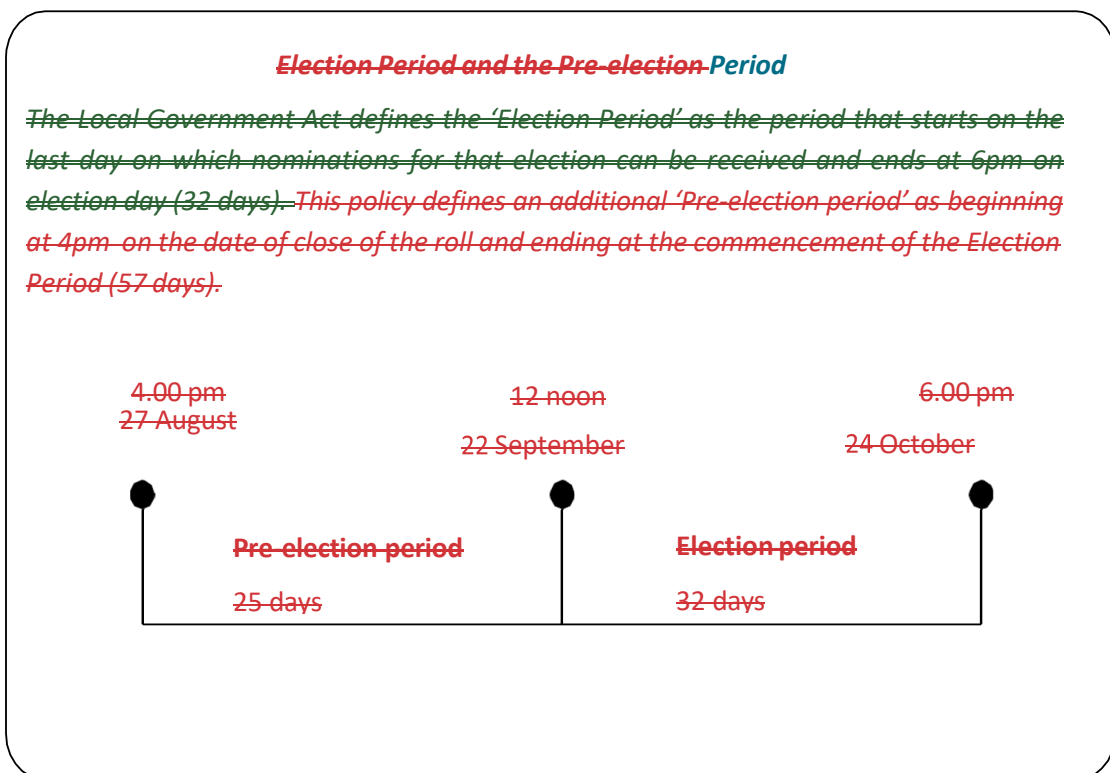 Election Period and the Pre-election Period
The Local Government Act defines the ‘Election Period’ as the period that starts on the
last day on which nominations for that election can be received and ends at 6pm on
election day (32 days). This policy defines an additional ‘Pre-election period’ as beginning
at 4pm on the date of close of the roll and ending at the commencement of the Election
Period (57 days).
4.00 pm
27 August
12 noon
22 September
6.00 pm
24 October
Pre-election period
25 days
Election period
32 days